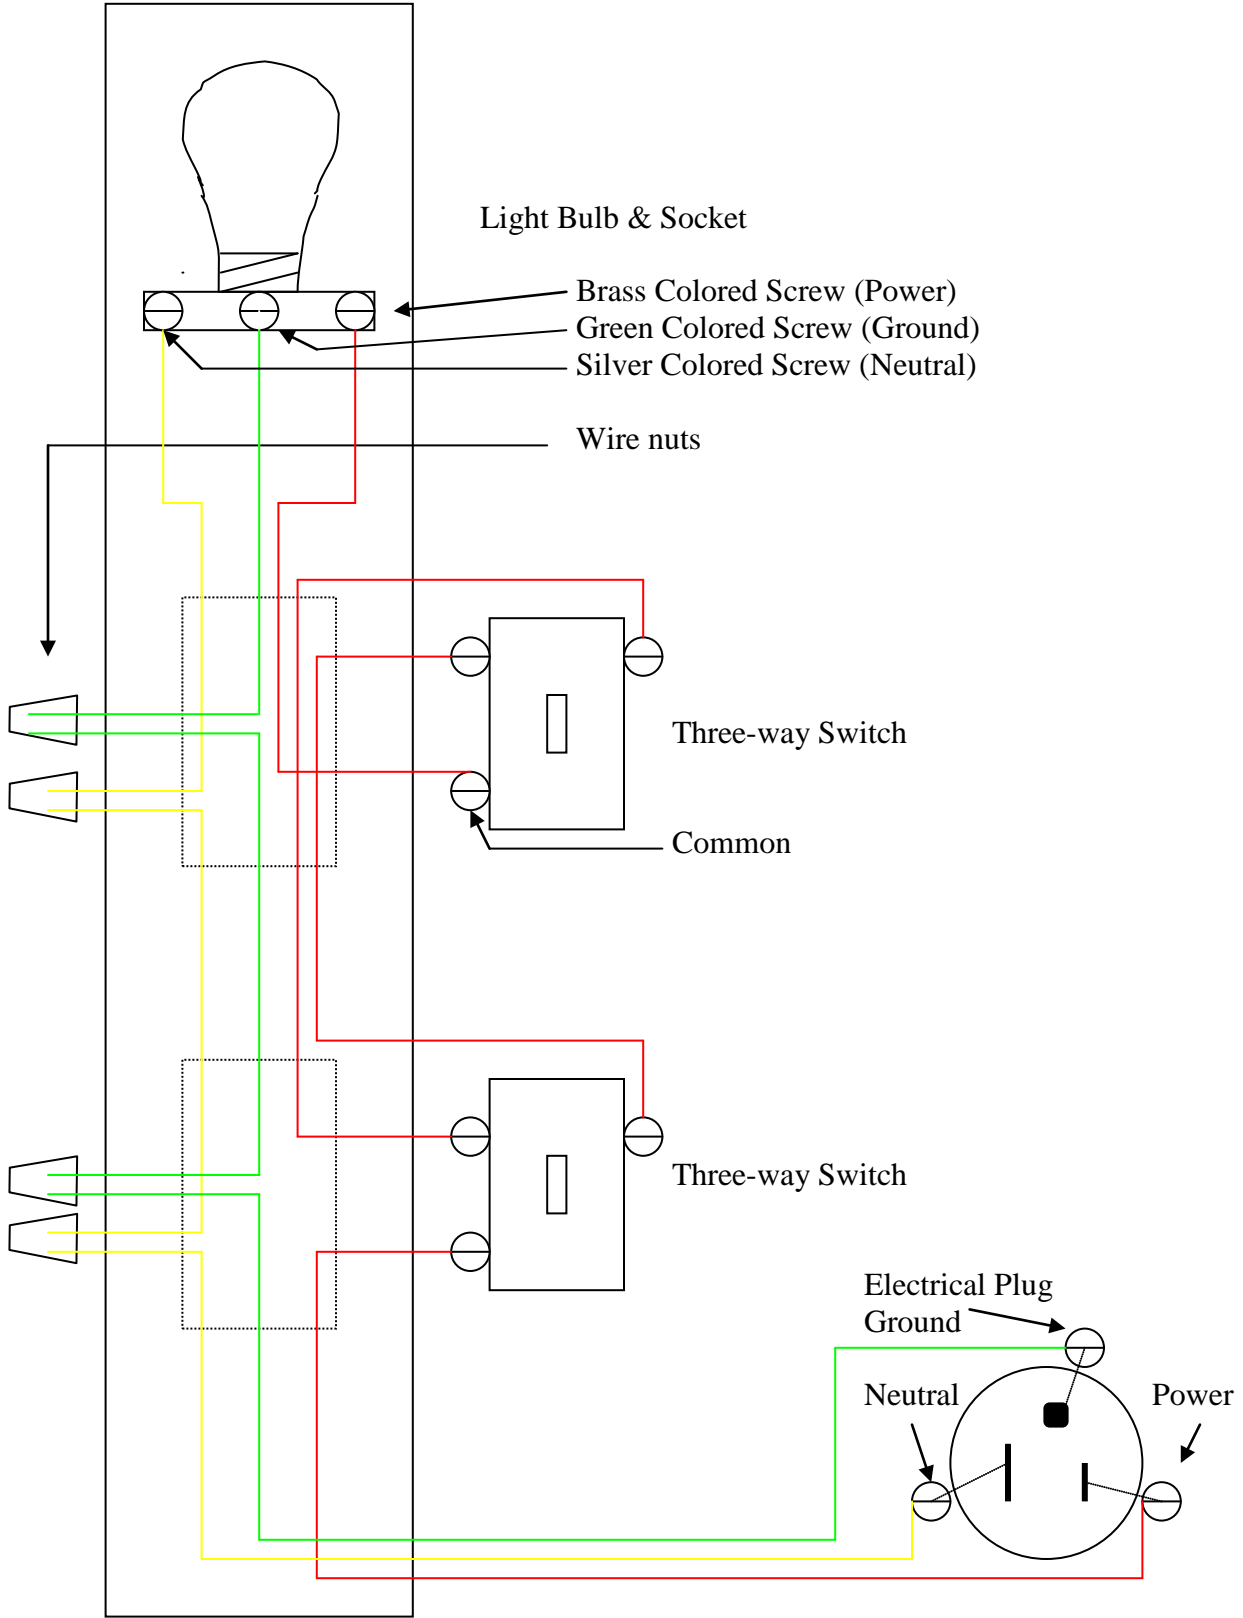 Light Bulb & Socket
Brass Colored Screw (Power)
Green Colored Screw (Ground)
Silver Colored Screw (Neutral)
Wire nuts
Three-way Switch
Common
Three-way Switch
Electrical Plug
Ground
Neutral
Power